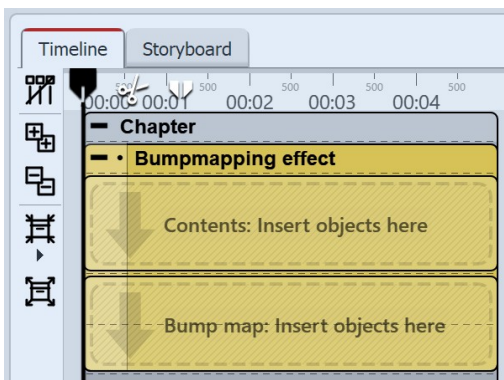 Timeline Storyboard
500 500 500 500 500
00:00 00:01 00:02 00:03 00:04
Chapter
Bumpmapping effect
Contents: Insert objects here
Bump map: Insert objects here